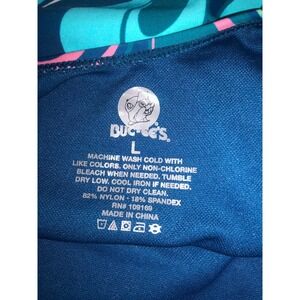 BUC-EE'S.
L
MACHINE WASH COLD WITH
LIKE COLORS. ONLY NON-CHLORINE
BLEACH WHEN NEEDED. TUMBLE
DRY LOW. COOL IRON IF NEEDED.
DO NOT DRY CLEAN.
82% NYLON - 18% SPANDEX
RN# 109169
MADE IN CHINA